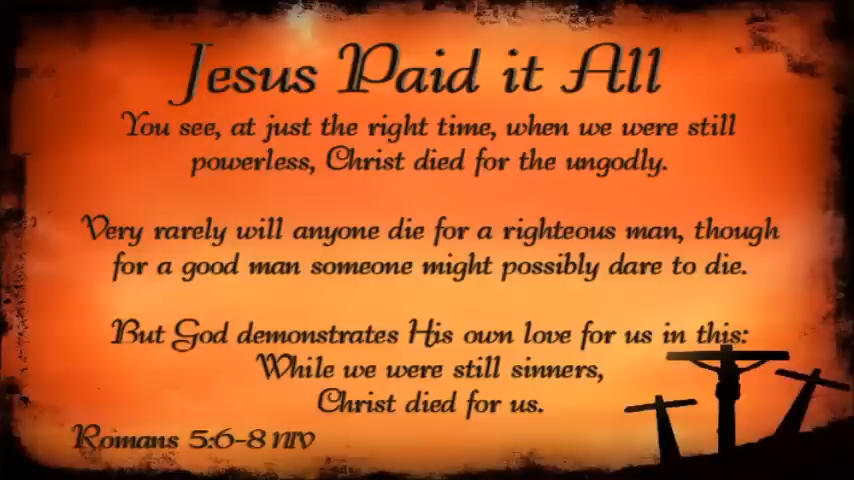 Jesus Paid it All
You see, at just the right time, when we were still
powerless, Christ died for the ungodly.
Very rarely will anyone die for a righteous man, though
for a good man someone might possibly dare to die.
But God demonstrates His own love for us in this:
While we were still sinners,
Christ died for us.
Romans 5:6-8 NIV